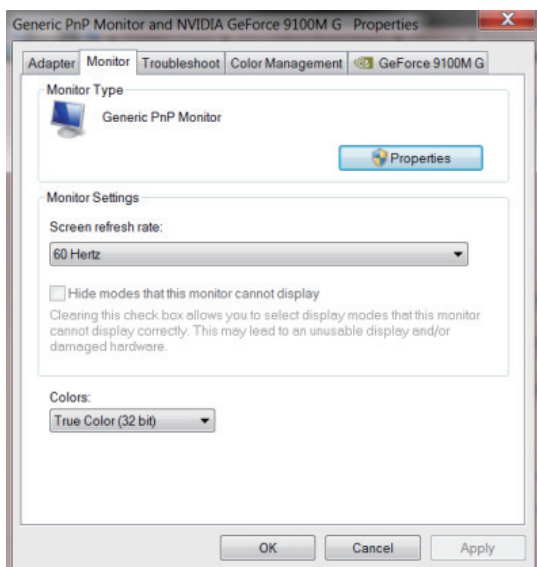 Generic PnP Monitor and NVIDIA GeForce 9100M G Properties
Adapter Monitor Troubleshoot Color Management GeForce 9100M G
Monitor Type
Generic PnP Monitor
Properties
Monitor Settings
Screen refresh rate:
60 Hertz
Hide modes that this monitor cannot display
Clearing this check box allows you to select display modes that this monitor
cannot display correctly. This may lead to an unusable display and/or
damaged hardware.
Colors:
True Color (32 bit)
OK Cancel Apply